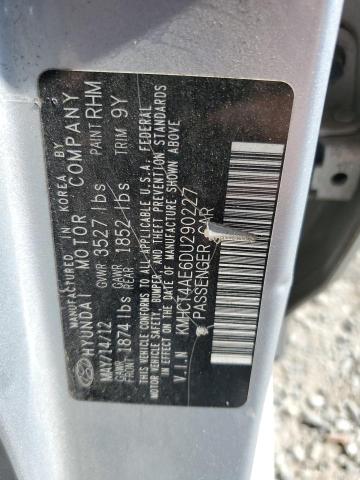 MANUFACTURED IN KOREA BY
HYUNDAI MOTOR COMPANY
MAY/14/12 GVWR 3527 lbs PAINT RHM
GAWR FRONT 1874 lbs GAWR REAR 1852 lbs TRIM 9Y
THIS VEHICLE CONFORMS TO ALL APPLICABLE U.S.A. FEDERAL
MOTOR VEHICLE SAFETY, BUMPER, AND THEFT PREVENTION STANDARDS
IN EFFECT ON THE DATE OF MANUFACTURE SHOWN ABOVE
V.I.N KMHCT4AE6DU290227
PASSENGER CAR